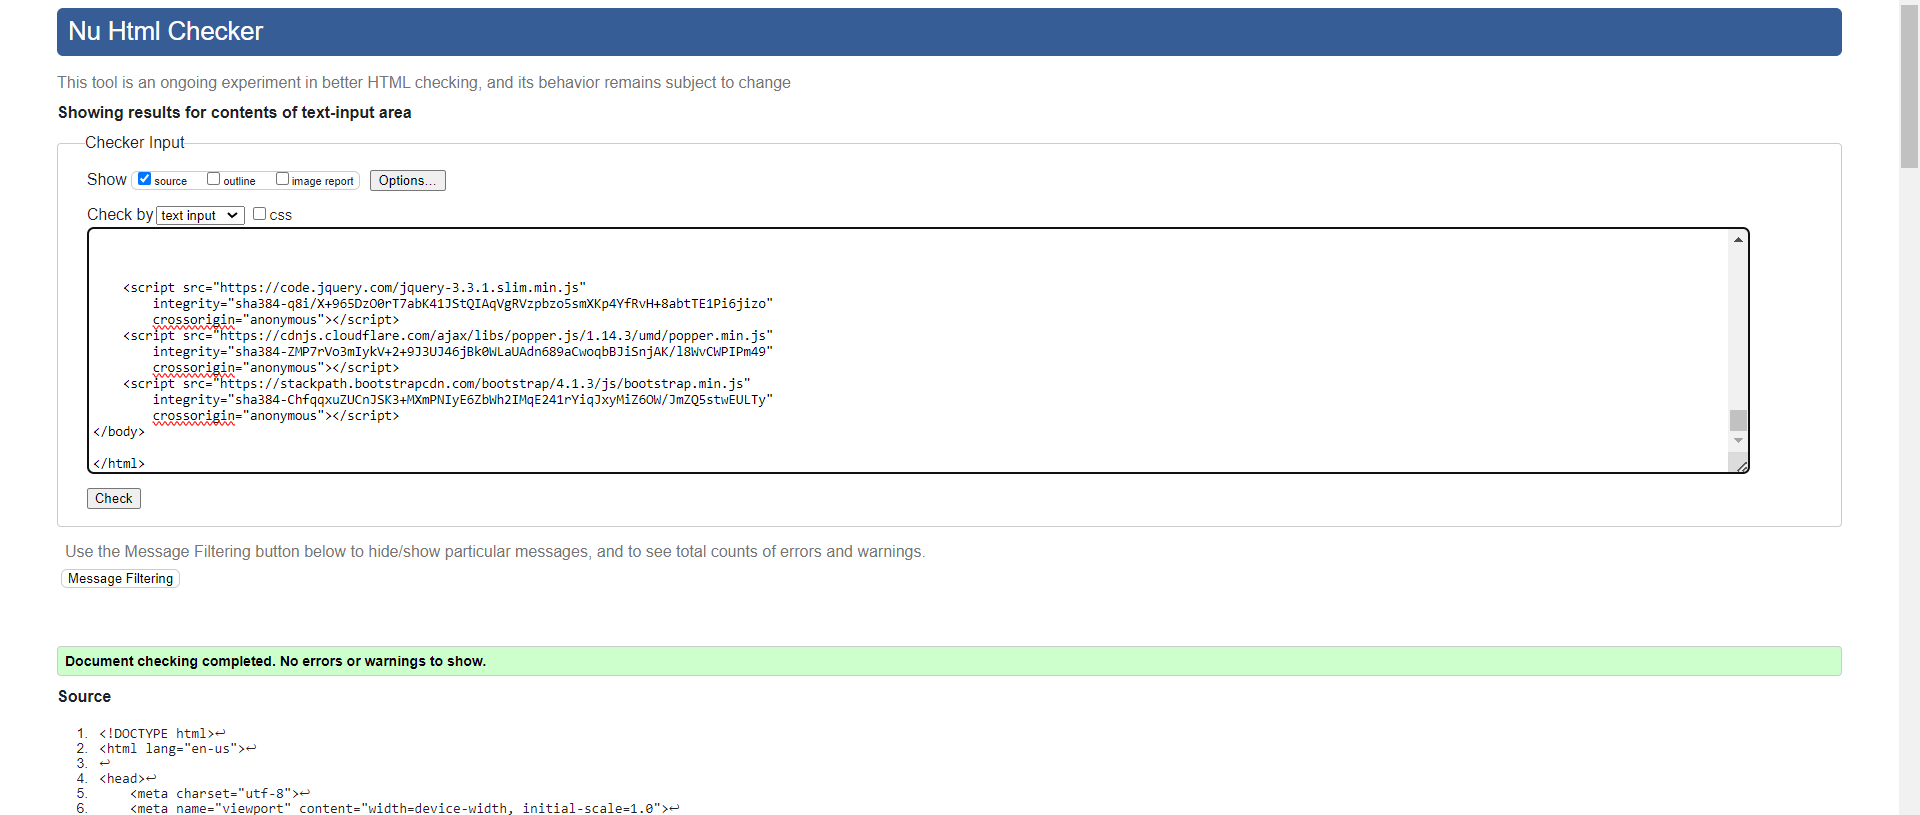 Nu Html Checker
This tool is an ongoing experiment in better HTML checking, and its behavior remains subject to change
Showing results for contents of text-input area
Checker Input
Show source outline image report Options...
Check by text input css
<script src="https://code.jquery.com/jquery-3.3.1.slim.min.js"
integrity="sha384-q8i/X+965DzO0rT7abK41JStQIAqVgRVzpbzo5smXKp4YfRvH+8abtTE1Pi6jizo"
crossorigin="anonymous"></script>
<script src="https://cdnjs.cloudflare.com/ajax/libs/popper.js/1.14.3/umd/popper.min.js"
integrity="sha384-ZMP7rVo3mIykV+2+9J3UJ46jBk0WLaUAdn689aCwoqbBJiSnjAK/l8WvCWPIPm49"
crossorigin="anonymous"></script>
<script src="https://stackpath.bootstrapcdn.com/bootstrap/4.1.3/js/bootstrap.min.js"
integrity="sha384-ChfqqxuZUCnJSK3+MXmPNIyE6ZbWh2IMqE241rYiqJxyMiZ6OW/JmZQ5stwEULTy"
crossorigin="anonymous"></script>
</body>
</html>
Check
Use the Message Filtering button below to hide/show particular messages, and to see total counts of errors and warnings.
Message Filtering
Document checking completed. No errors or warnings to show.
Source
1. <!DOCTYPE html>↩
2. <html lang="en-us">↩
3. ↩
4. <head>↩
5. <meta charset="utf-8">↩
6. <meta name="viewport" content="width=device-width, initial-scale=1.0">↩